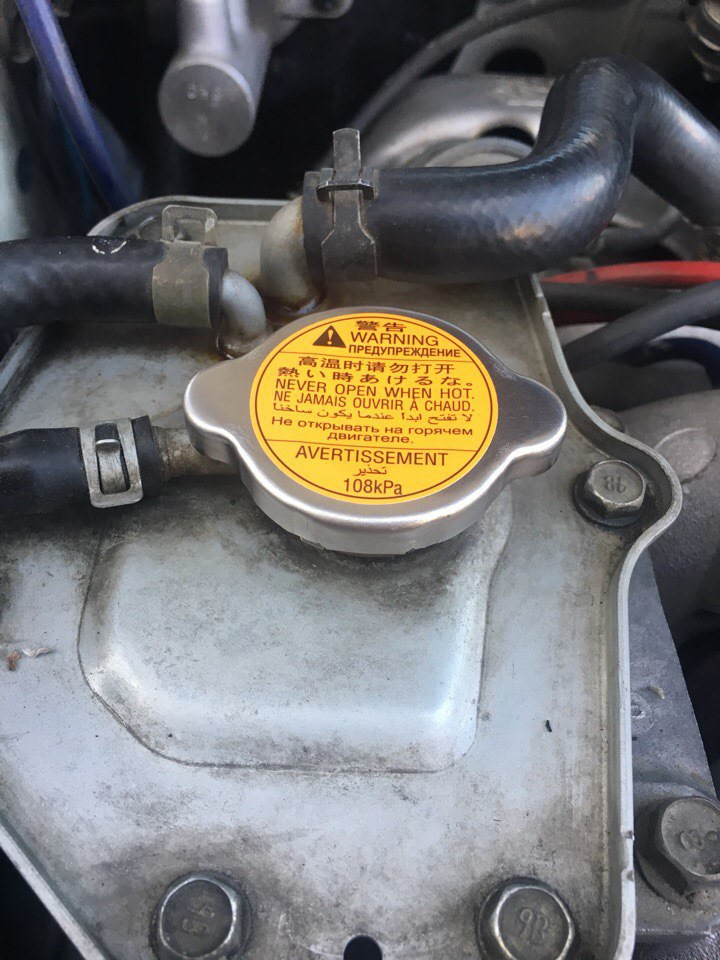 警告
WARNING
ПРЕДУПРЕЖДЕНИЕ
高温时请勿打开
熱い時あけるな。
NEVER OPEN WHEN HOT.
NE JAMAIS OUVRIR À CHAUD.
لا تفتح ابدا عندما يكون ساخنا
Не открывать на горячем
двигателе.
AVERTISSEMENT
تحذير
108kPa